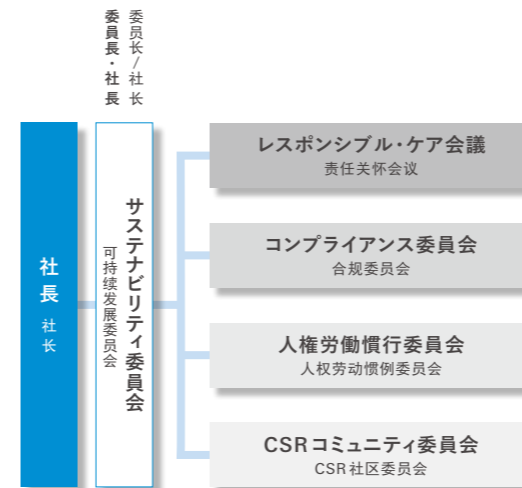 委員長・社長
委员长/社长
社長
社长
サステナビリティ委員会
可持续发展委员会
レスポンシブル・ケア会議
责任关怀会议
コンプライアンス委員会
合规委员会
人権労働慣行委員会
人权劳动惯例委员会
CSRコミュニティ委員会
CSR社区委员会